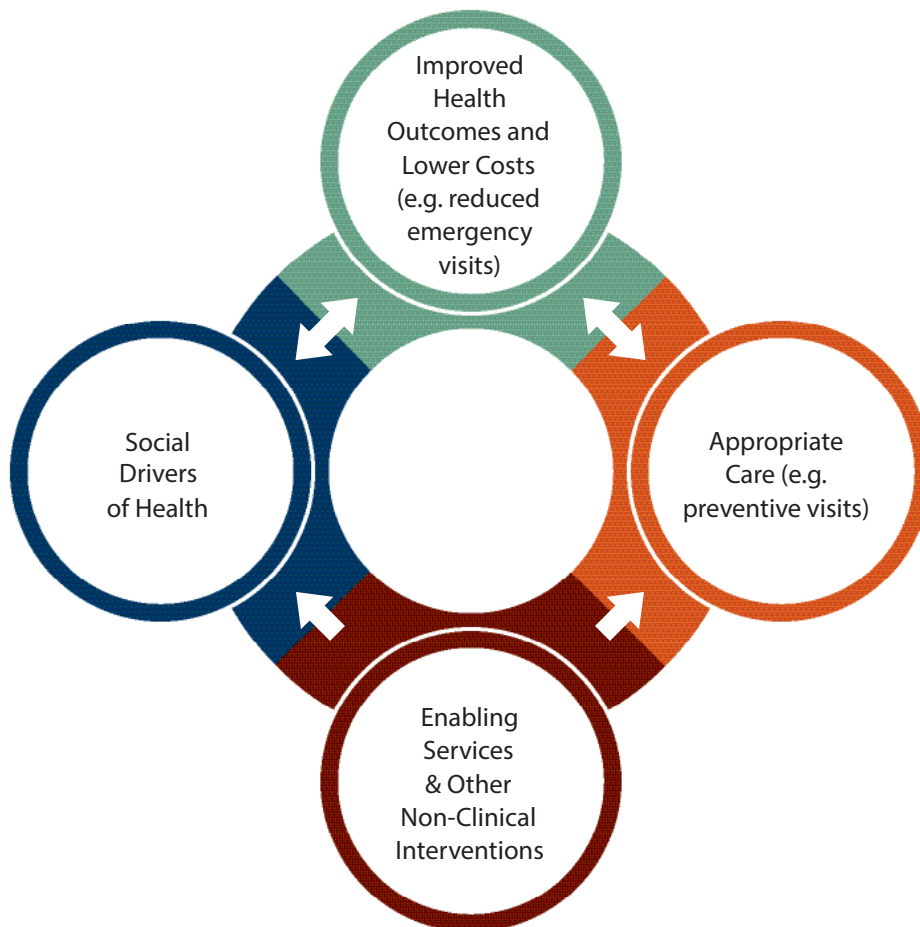 Improved
Health
Outcomes and
Lower Costs
(e.g. reduced
emergency
visits)
Social
Drivers
of Health
Appropriate
Care (e.g.
preventive visits)
Enabling
Services
& Other
Non-Clinical
Interventions